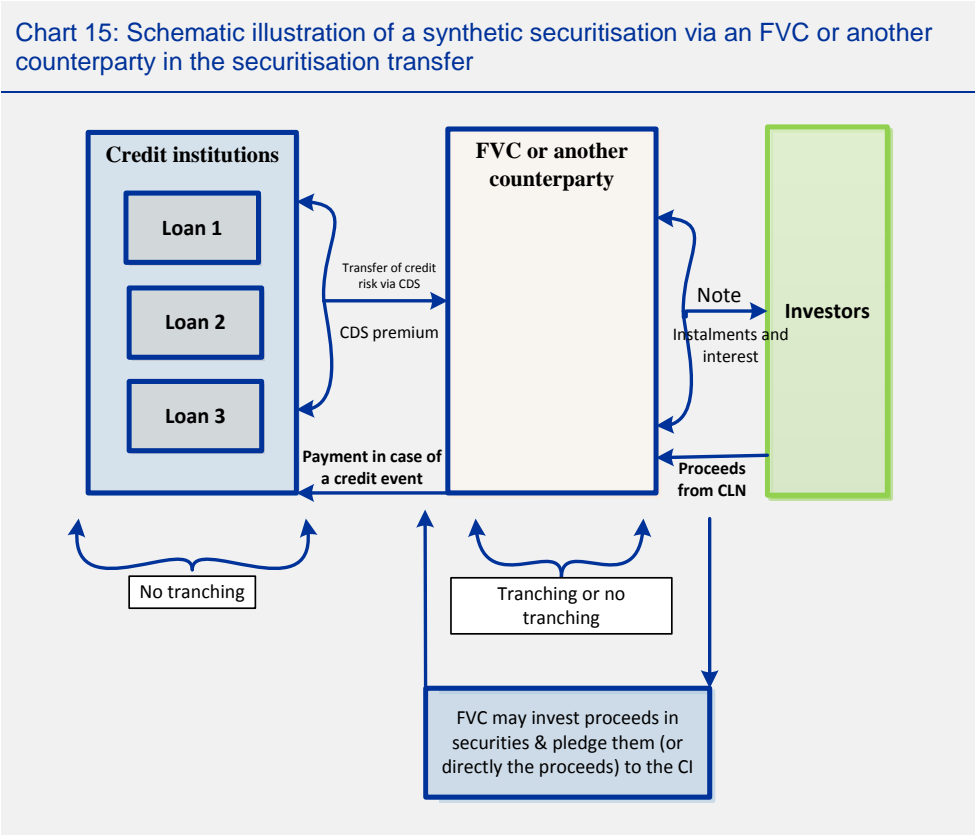 Chart 15: Schematic illustration of a synthetic securitisation via an FVC or another
counterparty in the securitisation transfer
Credit institutions
Loan 1
Loan 2
Loan 3
Transfer of credit
risk via CDS
CDS premium
Payment in case of
a credit event
FVC or another
counterparty
Note
Instalments and
interest
Proceeds
from CLN
Investors
No tranching
Tranching or no
tranching
FVC may invest proceeds in
securities & pledge them (or
directly the proceeds) to the CI